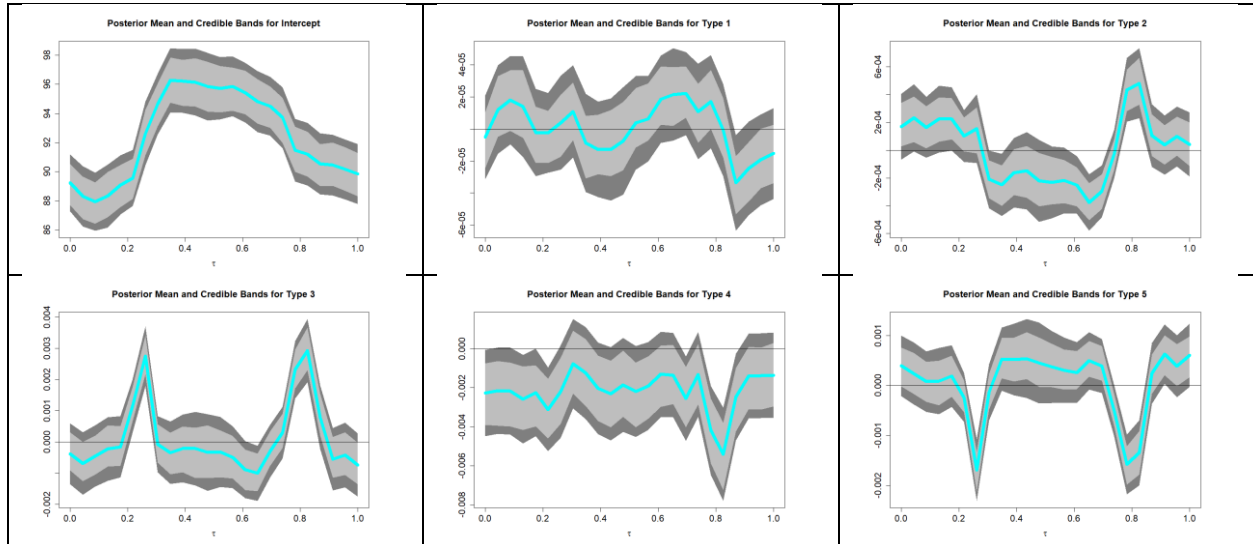 Posterior Mean and Credible Bands for Intercept
98
96
94
92
90
88
86
0.0 0.2 0.4 0.6 0.8 1.0
τ
Posterior Mean and Credible Bands for Type 1
4e-05
2e-05
-2e-05
-6e-05
0.0 0.2 0.4 0.6 0.8 1.0
τ
Posterior Mean and Credible Bands for Type 2
6e-04
2e-04
-2e-04
-6e-04
0.0 0.2 0.4 0.6 0.8 1.0
τ
Posterior Mean and Credible Bands for Type 3
0.004
0.003
0.002
0.001
0.000
-0.002
0.0 0.2 0.4 0.6 0.8 1.0
τ
Posterior Mean and Credible Bands for Type 4
0.000
-0.002
-0.004
-0.006
-0.008
0.0 0.2 0.4 0.6 0.8 1.0
τ
Posterior Mean and Credible Bands for Type 5
0.001
0.000
-0.001
-0.002
0.0 0.2 0.4 0.6 0.8 1.0
τ